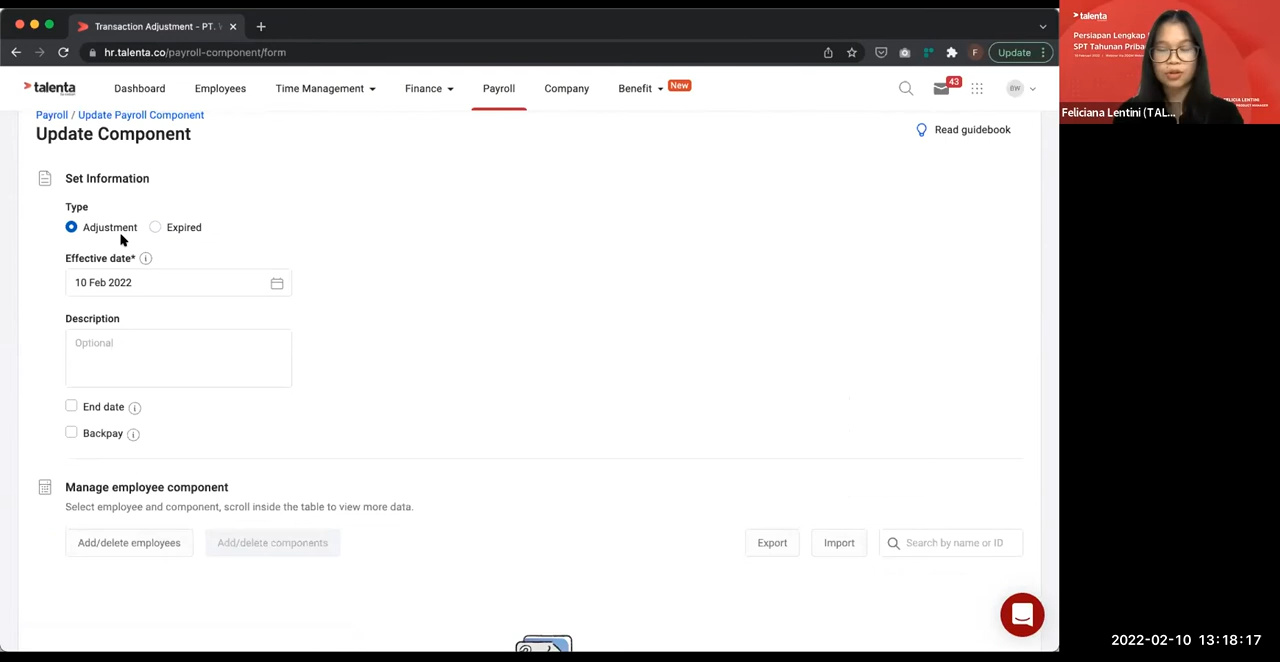 Transaction Adjustment - PT.
hr.talenta.co/payroll-component/form
F
Update
talenta
Dashboard
Employees
Time Management
Finance
Payroll
Company
Benefit
New
43
BW
Payroll / Update Payroll Component
Update Component
Read guidebook
Set Information
Type
Adjustment
Expired
Effective date*
10 Feb 2022
Description
Optional
End date
Backpay
Manage employee component
Select employee and component, scroll inside the table to view more data.
Add/delete employees
Add/delete components
Export
Import
Search by name or ID
talenta
Persiapan Lengkap
SPT Tahunan Priba
Feliciana Lentini (TAL...
2022-02-10 13:18:17